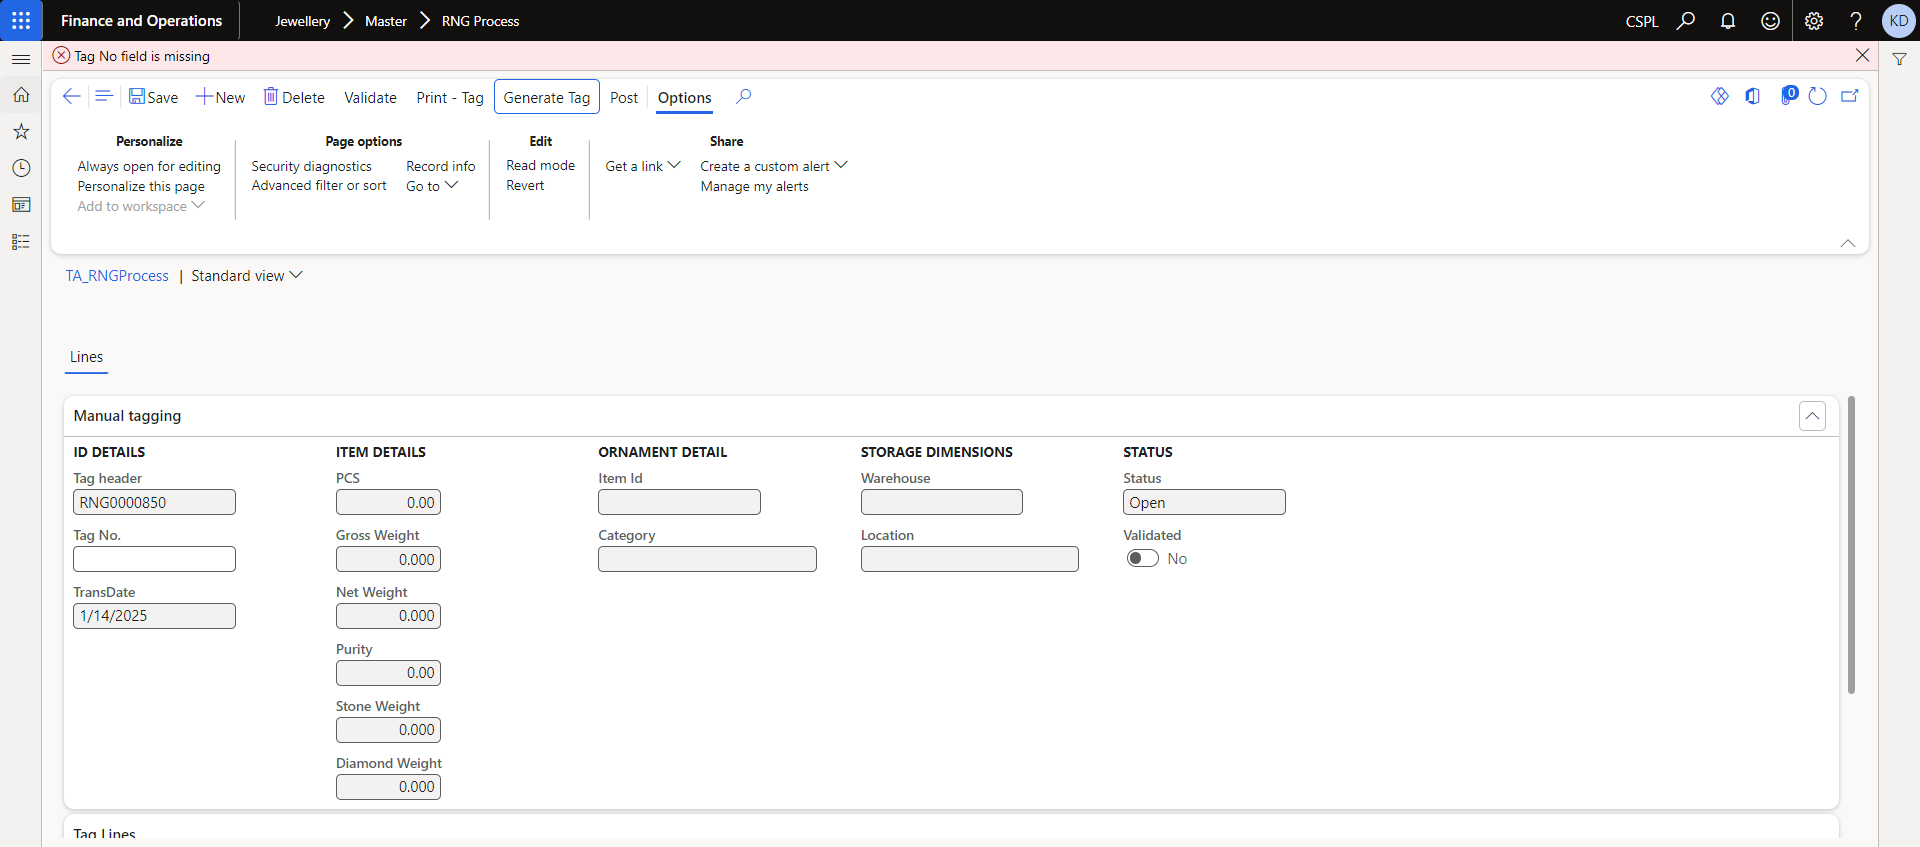 Finance and Operations
Jewellery
Master
RNG Process
CSPL
KD
Tag No field is missing
Save
New
Delete
Validate
Print - Tag
Generate Tag
Post
Options
0
Personalize
Always open for editing
Personalize this page
Add to workspace
Page options
Security diagnostics
Advanced filter or sort
Record info
Go to
Edit
Read mode
Revert
Share
Get a link
Create a custom alert
Manage my alerts
TA_RNGProcess | Standard view
Lines
Manual tagging
ID DETAILS
Tag header
RNG0000850
Tag No.
TransDate
1/14/2025
ITEM DETAILS
PCS
0.00
Gross Weight
0.000
Net Weight
0.000
Purity
0.00
Stone Weight
0.000
Diamond Weight
0.000
ORNAMENT DETAIL
Item Id
Category
STORAGE DIMENSIONS
Warehouse
Location
STATUS
Status
Open
Validated
No
Tag Lines